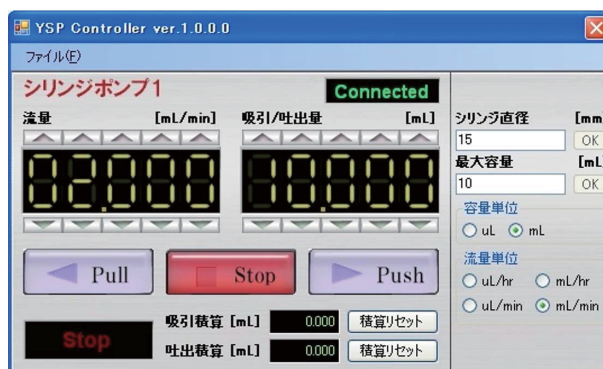 YSP Controller ver.1.0.0.0
ファイル(F)
シリンジポンプ1
Connected
流量 [mL/min]
吸引/吐出量 [mL]
02.000
10.000
Pull
Stop
Push
Stop
吸引積算 [mL] 0.000 積算リセット
吐出積算 [mL] 0.000 積算リセット
シリンジ直径 [mm
15 OK
最大容量 [mL
10 OK
容量単位
uL mL
流量単位
uL/hr mL/hr
uL/min mL/min